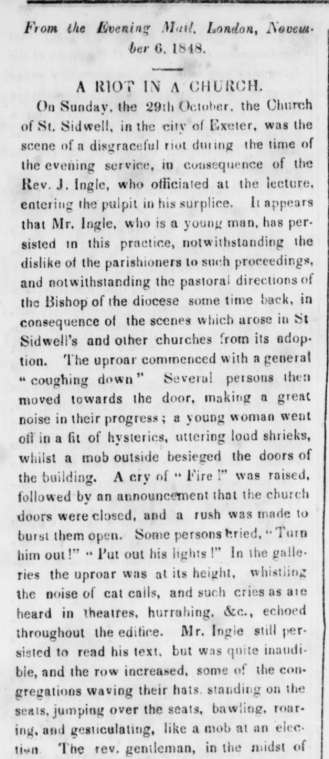 From the Evening Mail, London, Novem-
ber 6, 1848.
A RIOT IN A CHURCH.
On Sunday, the 29th October, the Church
of St. Sidwell, in the city of Exeter, was the
scene of a disgraceful riot during the time of
the evening service, in consequence of the
Rev. J. Ingle, who officiated at the lecture,
entering the pulpit in his surplice. It appears
that Mr. Ingle, who is a young man, has per-
sisted in this practice, notwithstanding the
dislike of the parishioners to such proceedings,
and notwithstanding the pastoral directions of
the Bishop of the diocese some time back, in
consequence of the scenes which arose in St
Sidwell's and other churches from its adop-
tion. The uproar commenced with a general
"coughing down" Several persons then
moved towards the door, making a great
noise in their progress; a young woman went
off in a fit of hysterics, uttering loud shrieks,
whilst a mob outside besieged the doors of
the building. A cry of "Fire!" was raised,
followed by an announcement that the church
doors were closed, and a rush was made to
burst them open. Some persons cried, "Turn
him out!" "Put out his lights!" In the galle-
ries the uproar was at its height, whistling
the noise of cat calls, and such cries as are
heard in theatres, hurrahing, &c., echoed
throughout the edifice. Mr. Ingle still per-
sisted to read his text, but was quite inaudi-
ble, and the row increased, some of the con-
gregations waving their hats, standing on the
seats, jumping over the seats, bawling, roar-
ing, and gesticulating, like a mob at an elec-
tion The rev. gentleman, in the midst of